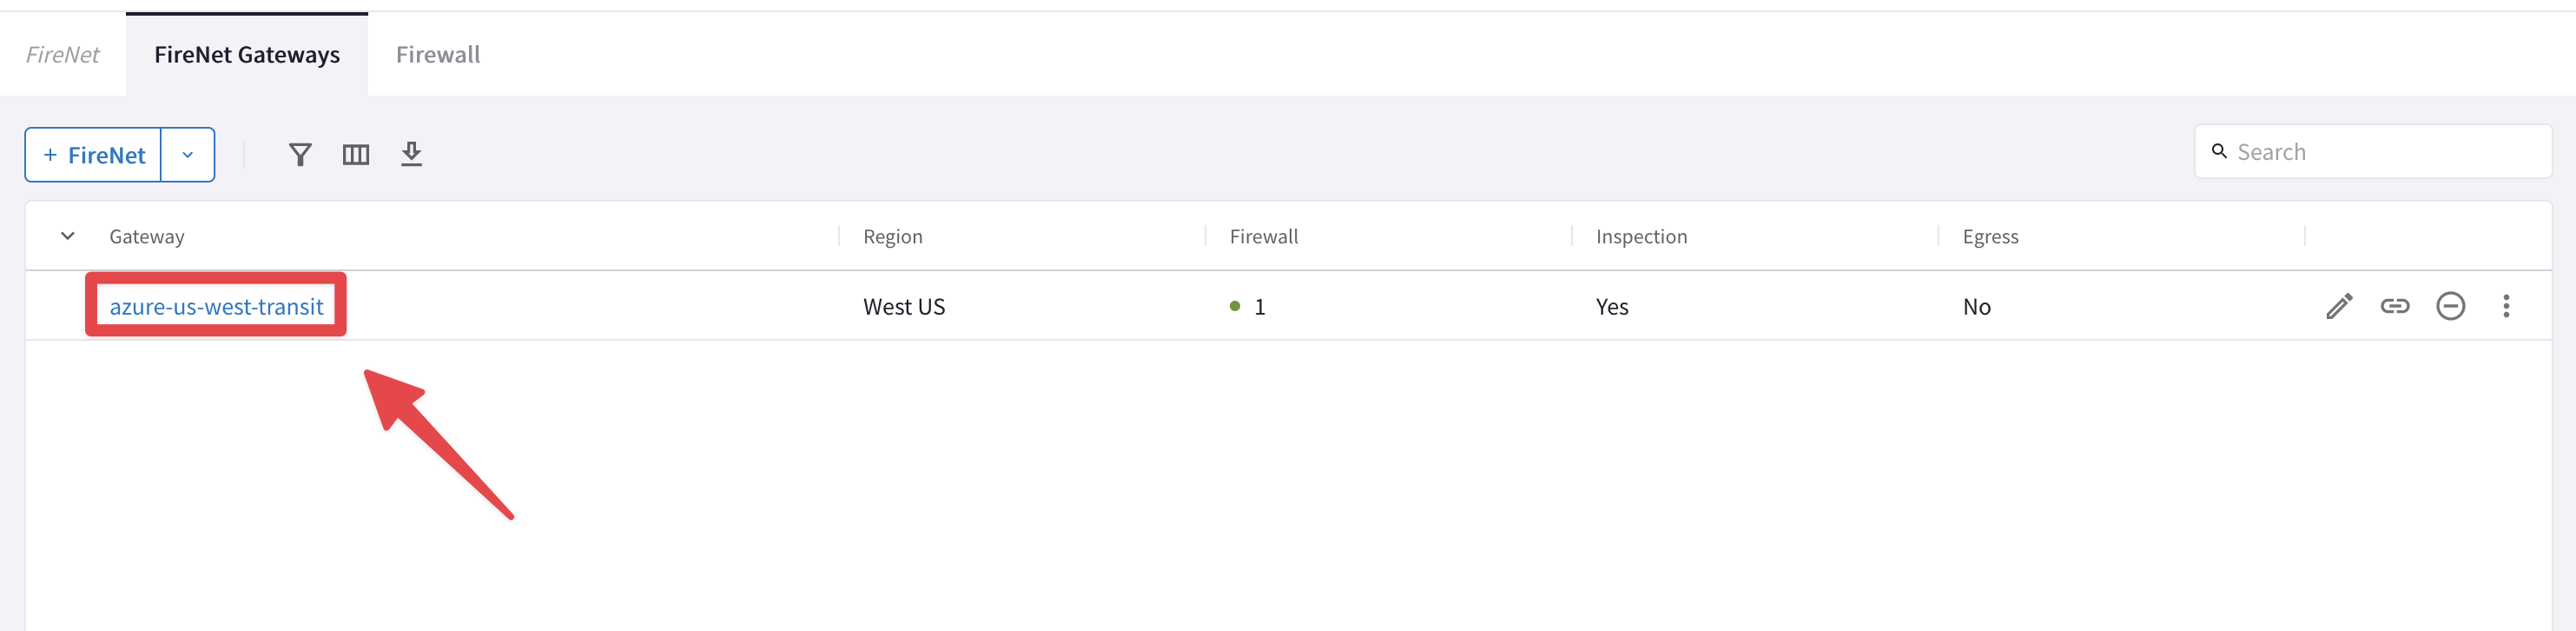 FireNet FireNet Gateways Firewall
+ FireNet Search
Gateway Region Firewall Inspection Egress
azure-us-west-transit West US 1 Yes No